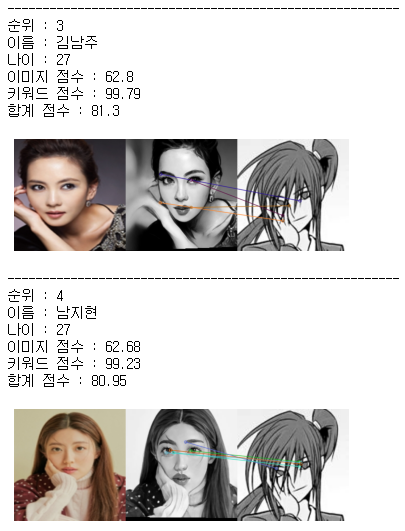 ---------------------------------------------------------
순위 : 3
이름 : 김남주
나이 : 27
이미지 점수 : 62.8
키워드 점수 : 99.79
합계 점수 : 81.3
---------------------------------------------------------
순위 : 4
이름 : 남지현
나이 : 27
이미지 점수 : 62.68
키워드 점수 : 99.23
합계 점수 : 80.95